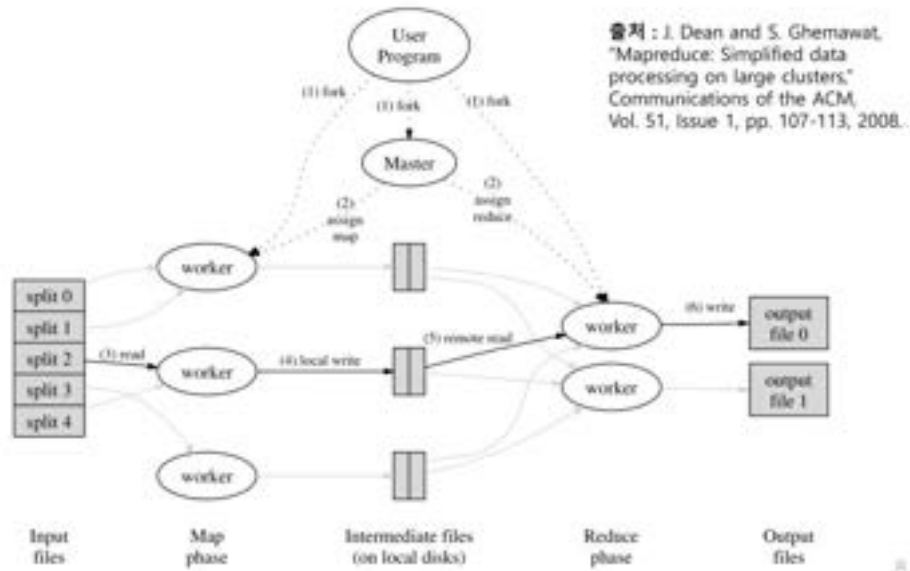 User
Program
출처 : J. Dean and S. Ghemawat,
"Mapreduce: Simplified data
processing on large clusters,"
Communications of the ACM,
Vol. 51, Issue 1, pp. 107-113, 2008.
(1) fork
(1) fork
(1) fork
Master
(2)
assign
map
(2)
assign
reduce
worker
split 0
split 1
split 2
split 3
split 4
(3) read
worker
(4) local write
(5) remote read
worker
(6) write
output
file 0
worker
output
file 1
worker
Input
files
Map
phase
Intermediate files
(on local disks)
Reduce
phase
Output
files